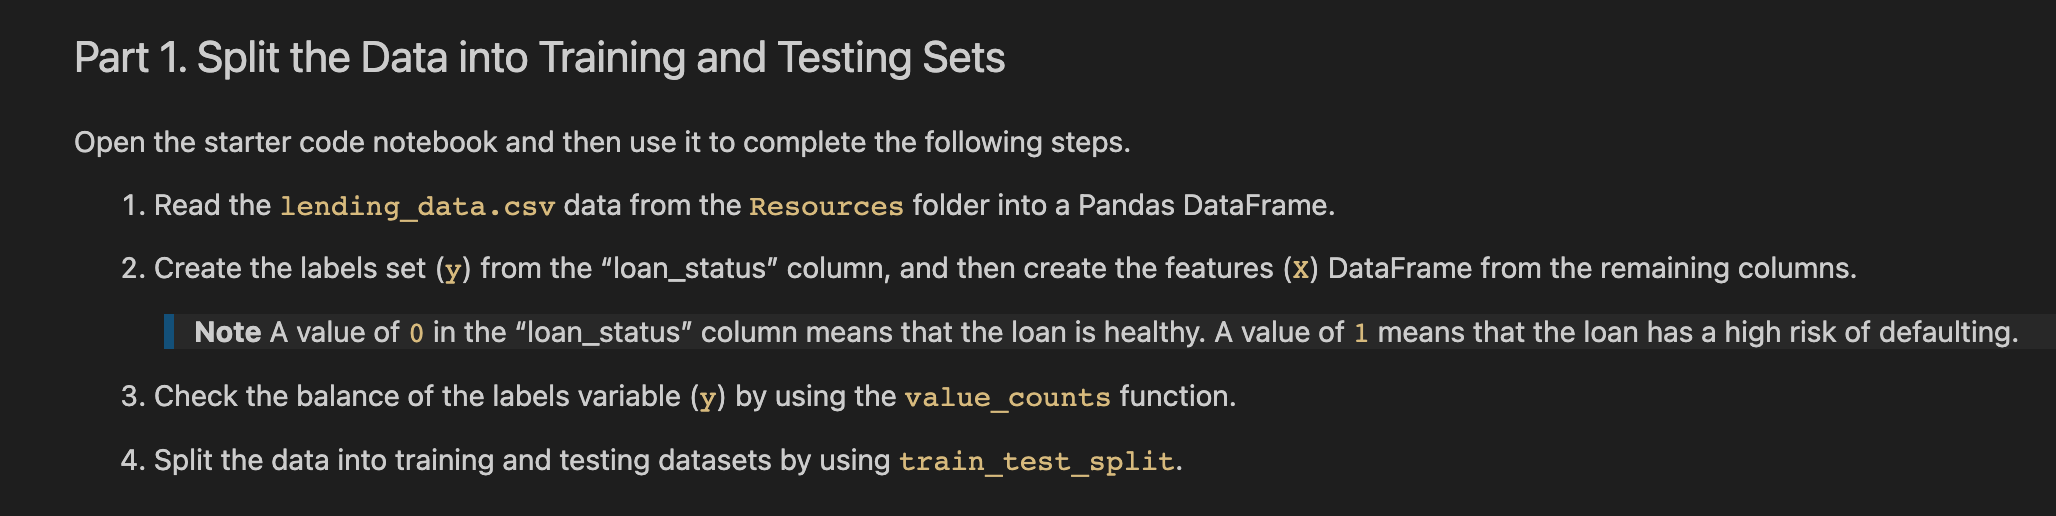 Part 1. Split the Data into Training and Testing Sets
Open the starter code notebook and then use it to complete the following steps.
1. Read the lending_data.csv data from the Resources folder into a Pandas DataFrame.
2. Create the labels set (y) from the “loan_status” column, and then create the features (X) DataFrame from the remaining columns.
Note A value of 0 in the “loan_status” column means that the loan is healthy. A value of 1 means that the loan has a high risk of defaulting.
3. Check the balance of the labels variable (y) by using the value_counts function.
4. Split the data into training and testing datasets by using train_test_split.